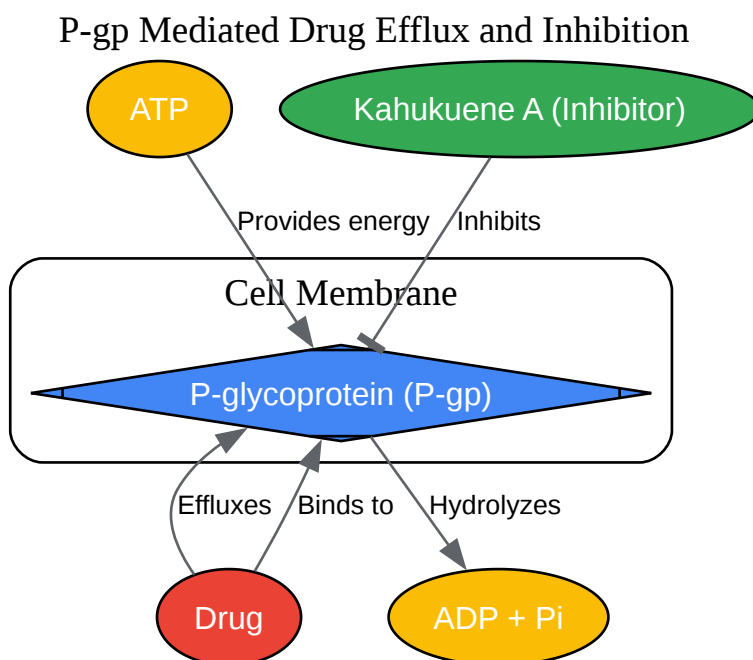 P-gp Mediated Drug Efflux and Inhibition
ATP
Kahukuene A (Inhibitor)
Provides energy
Inhibits
Cell Membrane
P-glycoprotein (P-gp)
Effluxes
Binds to
Hydrolyzes
Drug
ADP + Pi